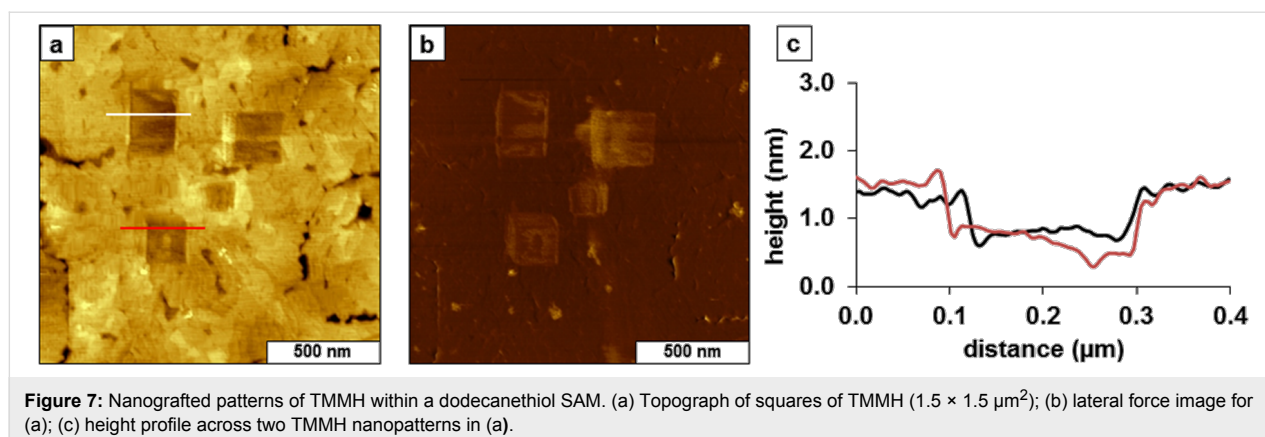 a
b
c
500 nm
500 nm
height (nm)
3.0
2.0
1.0
0.0
0.0 0.1 0.2 0.3 0.4
distance (µm)
Figure 7: Nanografted patterns of TMMH within a dodecanethiol SAM. (a) Topograph of squares of TMMH (1.5 × 1.5 µm²); (b) lateral force image for
(a); (c) height profile across two TMMH nanopatterns in (a).